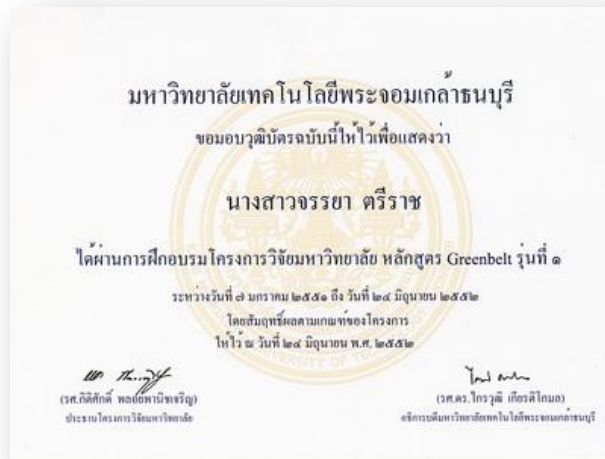 มหาวิทยาลัยเทคโนโลยีพระจอมเกล้าธนบุรี
ขอมอบวุฒิบัตรฉบับนี้ให้ไว้เพื่อแสดงว่า
นางสาวจรรยา ตรีราช
ได้ผ่านการฝึกอบรมโครงการวิจัยมหาวิทยาลัย หลักสูตร Greenbelt รุ่นที่ ๑
ระหว่างวันที่ ๗ มกราคม ๒๕๕๑ ถึง วันที่ ๒๔ มิถุนายน ๒๕๕๒
โดยสัมฤทธิ์ผลตามเกณฑ์ของโครงการ
ให้ไว้ ณ วันที่ ๒๔ มิถุนายน พ.ศ. ๒๕๕๒
UNIVERSITY OF TECHNOLOGY
(รศ.กิติศักดิ์ พลอยพานิชเจริญ)
ประธานโครงการวิจัยมหาวิทยาลัย
(รศ.ดร.ไกรวุฒิ เกียรติโกมล)
อธิการบดีมหาวิทยาลัยเทคโนโลยีพระจอมเกล้าธนบุรี